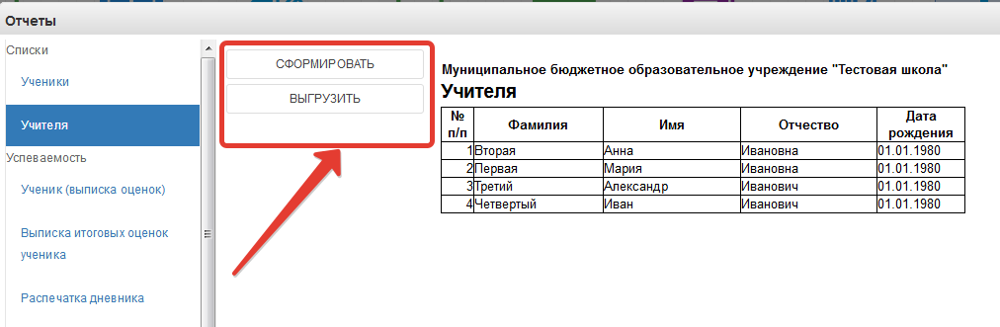 Отчеты
Списки
Ученики
Учителя
Успеваемость
Ученик (выписка оценок)
Выписка итоговых оценок
ученика
Распечатка дневника
СФОРМИРОВАТЬ
ВЫГРУЗИТЬ
Муниципальное бюджетное образовательное учреждение "Тестовая школа"
Учителя
№ п/п Фамилия Имя Отчество Дата рождения
1 Вторая Анна Ивановна 01.01.1980
2 Первая Мария Ивановна 01.01.1980
3 Третий Александр Иванович 01.01.1980
4 Четвертый Иван Иванович 01.01.1980